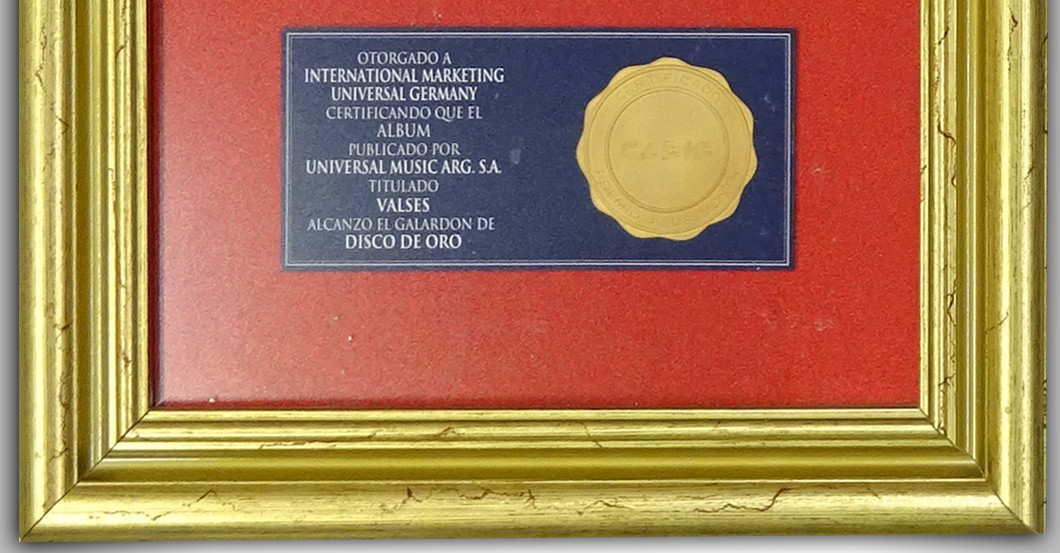 OTORGADO A
INTERNATIONAL MARKETING
UNIVERSAL GERMANY
CERTIFICANDO QUE EL
ALBUM
PUBLICADO POR
UNIVERSAL MUSIC ARG. S.A.
TITULADO
VALSES
ALCANZO EL GALARDON DE
DISCO DE ORO
CERTIFICADO